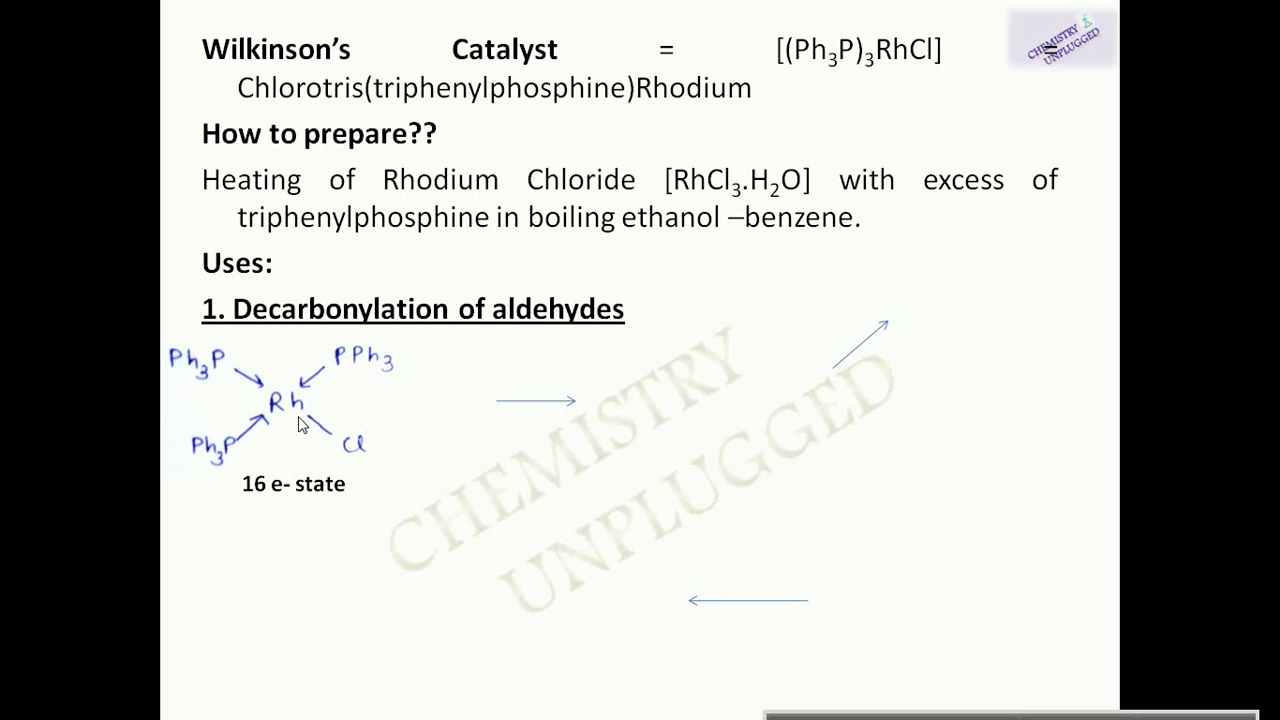 Wilkinson's Catalyst = [(Ph₃P)₃RhCl] =
Chlorotris(triphenylphosphine)Rhodium
CHEMISTRY
UNPLUGGED
How to prepare??
Heating of Rhodium Chloride [RhCl₃.H₂O] with excess of
triphenylphosphine in boiling ethanol –benzene.
Uses:
1. Decarbonylation of aldehydes
Ph₃P PPh₃
Rh
Ph₃P Cl
16 e- state
CHEMISTRY
UNPLUGGED